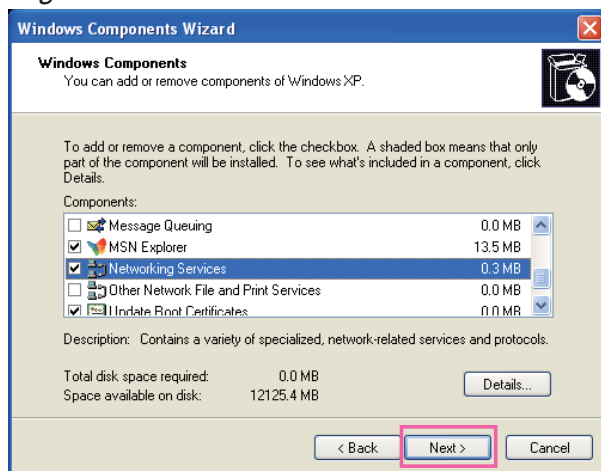 Windows Components Wizard
Windows Components
You can add or remove components of Windows XP.
To add or remove a component, click the checkbox. A shaded box means that only
part of the component will be installed. To see what's included in a component, click
Details.
Components:
Message Queuing 0.0 MB
MSN Explorer 13.5 MB
Networking Services 0.3 MB
Other Network File and Print Services 0.0 MB
Update Root Certificates 0.0 MB
Description: Contains a variety of specialized, network-related services and protocols.
Total disk space required: 0.0 MB
Space available on disk: 12125.4 MB
Details...
< Back Next > Cancel